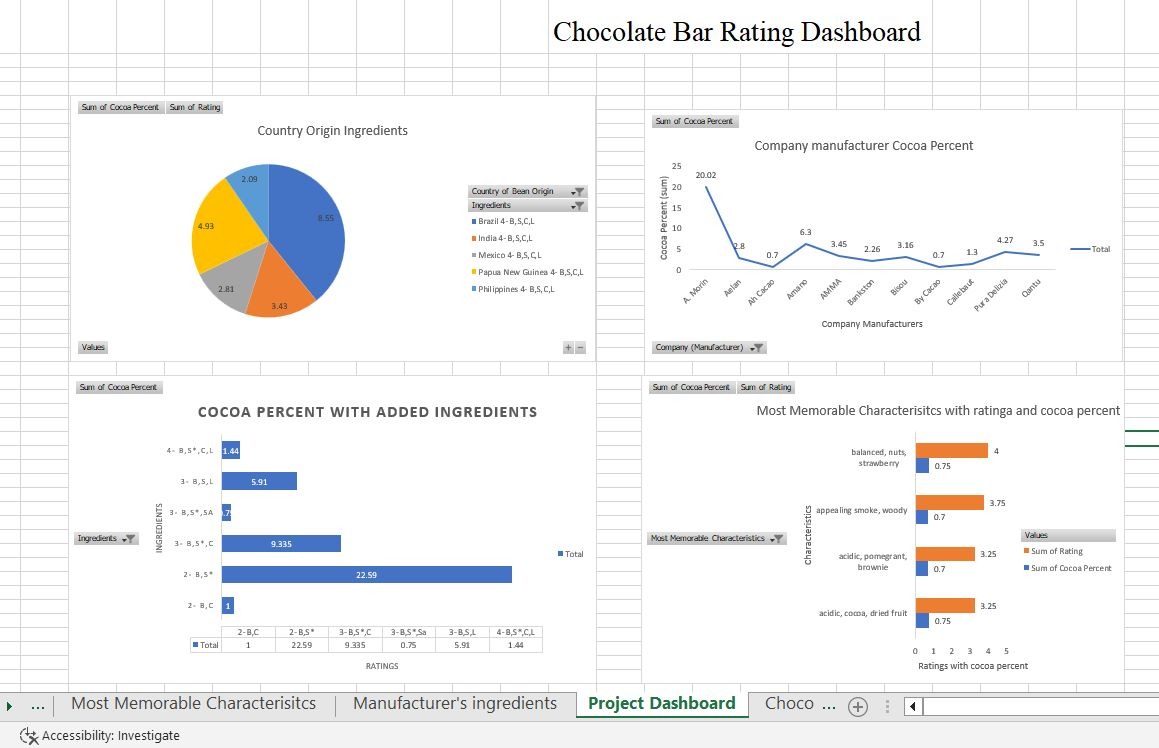 Chocolate Bar Rating Dashboard
Sum of Cocoa Percent Sum of Rating
Country Origin Ingredients
2.09
8.55
4.93
2.81
3.43
Country of Bean Origin
Ingredients
Brazil 4- B,S,C,L
India 4- B,S,C,L
Mexico 4- B,S,C,L
Papua New Guinea 4- B,S,C,L
Philippines 4- B,S,C,L
Values
+ −
Sum of Cocoa Percent
Company manufacturer Cocoa Percent
Cocoa Percent (sum)
25
20
15
10
5
0
20.02
2.8
0.7
6.3
3.45
2.26
3.16
0.7
1.3
4.27
3.5
Total
A. Morin
Aelan
Ah Cacao
Amano
AMMA
Bankston
Bisou
By Cacao
Callebaut
Pura Delizia
Qantu
Company Manufacturers
Company (Manufacturer)
Sum of Cocoa Percent
COCOA PERCENT WITH ADDED INGREDIENTS
Ingredients
INGREDIENTS
4- B,S*,C,L 1.44
3- B,S,L 5.91
3- B,S*,SA
3- B,S*,C 9.335
2- B,S* 22.59
2- B,C 1
Total
2- B,C 2- B,S* 3- B,S*,C 3- B,S*,Sa 3- B,S,L 4- B,S*,C,L
Total 1 22.59 9.335 0.75 5.91 1.44
RATINGS
Sum of Cocoa Percent Sum of Rating
Most Memorable Characterisitcs with ratinga and cocoa percent
Most Memorable Characteristics
Characteristics
balanced, nuts,
strawberry
4
0.75
appealing smoke, woody
3.75
0.7
acidic, pomegrant,
brownie
3.25
0.7
acidic, cocoa, dried fruit
3.25
0.75
0 1 2 3 4 5
Ratings with cocoa percent
Values
Sum of Rating
Sum of Cocoa Percent
... Most Memorable Characterisitcs Manufacturer's ingredients Project Dashboard Choco ...
Accessibility: Investigate